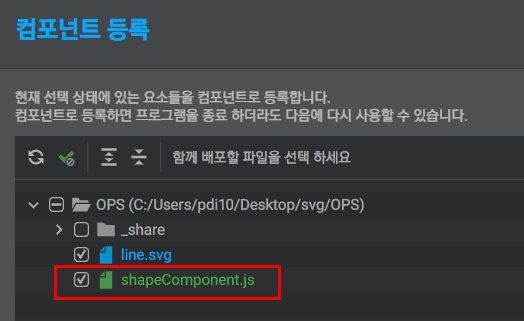 컴포넌트 등록
현재 선택 상태에 있는 요소들을 컴포넌트로 등록합니다.
컴포넌트로 등록하면 프로그램을 종료 하더라도 다음에 다시 사용할 수 있습니다.
함께 배포할 파일을 선택 하세요
OPS (C:/Users/pdi10/Desktop/svg/OPS)
_share
line.svg
shapeComponent.js